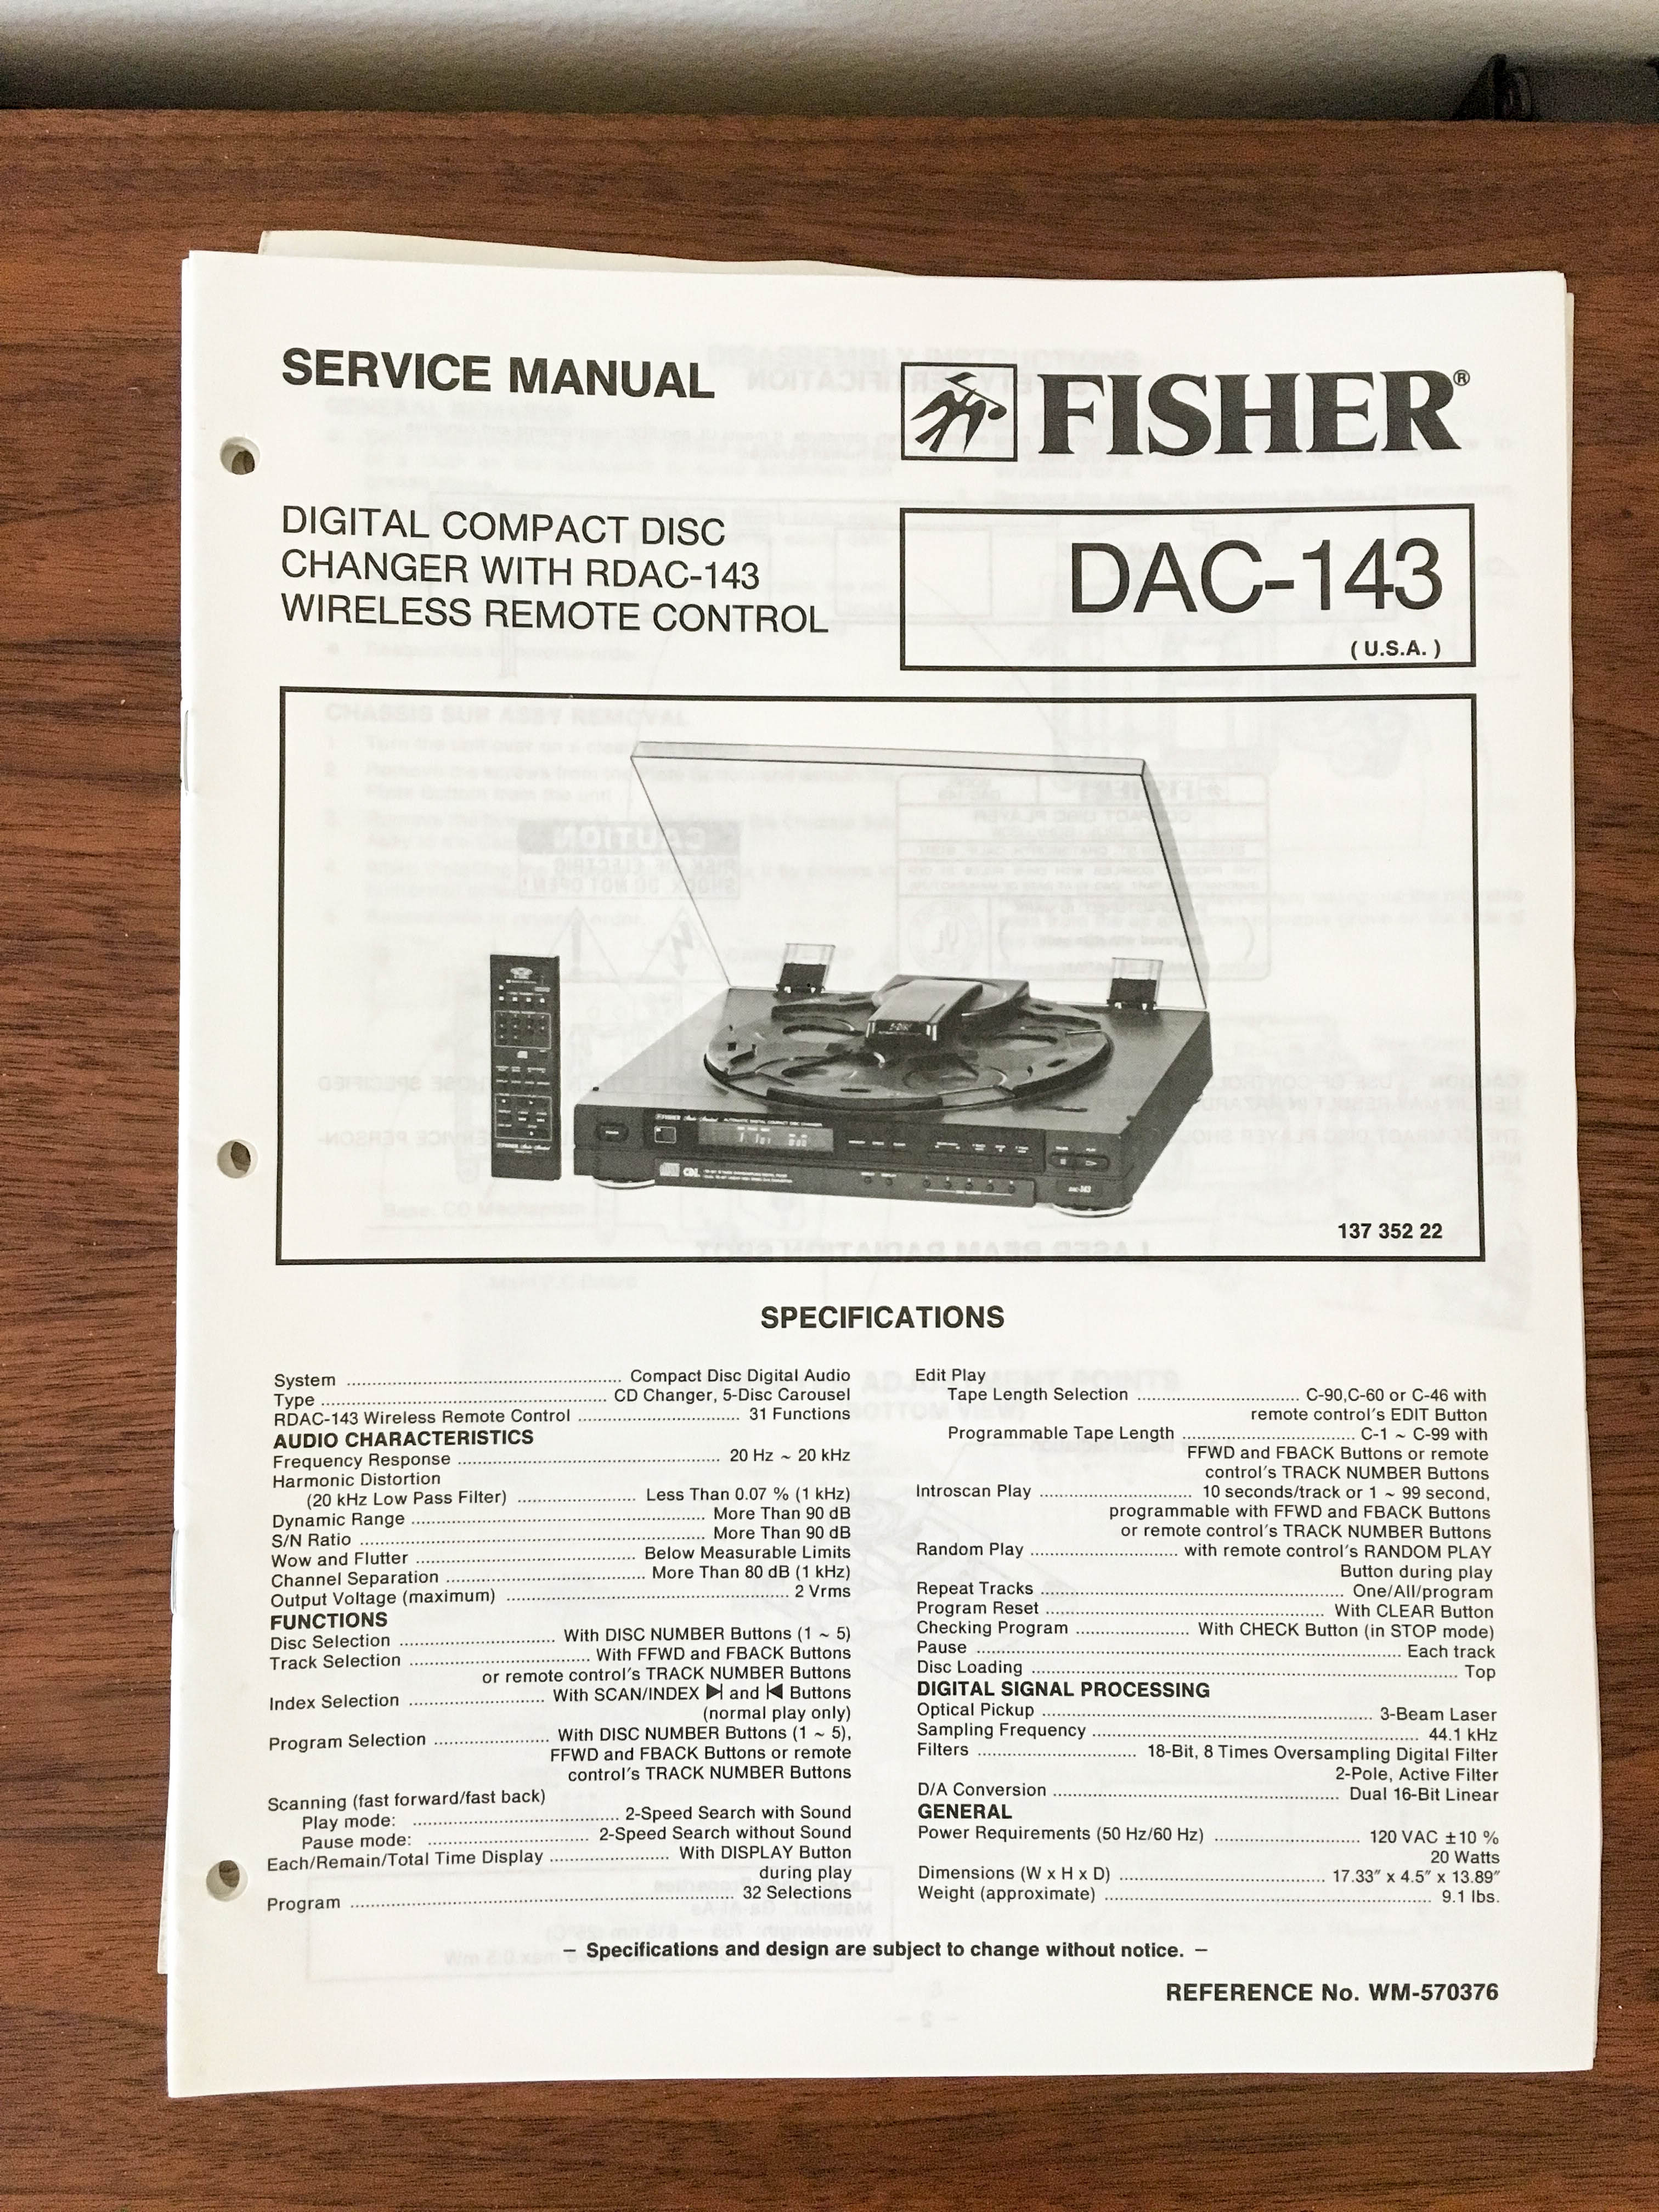 SERVICE MANUAL
FISHER®
DIGITAL COMPACT DISC
CHANGER WITH RDAC-143
WIRELESS REMOTE CONTROL
DAC-143
( U.S.A. )
137 352 22
SPECIFICATIONS
System ........ Compact Disc Digital Audio
Type ........ CD Changer, 5-Disc Carousel
RDAC-143 Wireless Remote Control ........ 31 Functions
AUDIO CHARACTERISTICS
Frequency Response ........ 20 Hz ~ 20 kHz
Harmonic Distortion
(20 kHz Low Pass Filter) ........ Less Than 0.07 % (1 kHz)
Dynamic Range ........ More Than 90 dB
S/N Ratio ........ More Than 90 dB
Wow and Flutter ........ Below Measurable Limits
Channel Separation ........ More Than 80 dB (1 kHz)
Output Voltage (maximum) ........ 2 Vrms
FUNCTIONS
Disc Selection ........ With DISC NUMBER Buttons (1 ~ 5)
Track Selection ........ With FFWD and FBACK Buttons
or remote control's TRACK NUMBER Buttons
Index Selection ........ With SCAN/INDEX ▶| and |◀ Buttons
(normal play only)
Program Selection ........ With DISC NUMBER Buttons (1 ~ 5),
FFWD and FBACK Buttons or remote
control's TRACK NUMBER Buttons
Scanning (fast forward/fast back)
Play mode: ........ 2-Speed Search with Sound
Pause mode: ........ 2-Speed Search without Sound
Each/Remain/Total Time Display ........ With DISPLAY Button
during play
Program ........ 32 Selections
Edit Play
Tape Length Selection ........ C-90,C-60 or C-46 with
remote control's EDIT Button
Programmable Tape Length ........ C-1 ~ C-99 with
FFWD and FBACK Buttons or remote
control's TRACK NUMBER Buttons
Introscan Play ........ 10 seconds/track or 1 ~ 99 second,
programmable with FFWD and FBACK Buttons
or remote control's TRACK NUMBER Buttons
Random Play ........ with remote control's RANDOM PLAY
Button during play
Repeat Tracks ........ One/All/program
Program Reset ........ With CLEAR Button
Checking Program ........ With CHECK Button (in STOP mode)
Pause ........ Each track
Disc Loading ........ Top
DIGITAL SIGNAL PROCESSING
Optical Pickup ........ 3-Beam Laser
Sampling Frequency ........ 44.1 kHz
Filters ........ 18-Bit, 8 Times Oversampling Digital Filter
2-Pole, Active Filter
D/A Conversion ........ Dual 16-Bit Linear
GENERAL
Power Requirements (50 Hz/60 Hz) ........ 120 VAC ±10 %
20 Watts
Dimensions (W x H x D) ........ 17.33″ x 4.5″ x 13.89″
Weight (approximate) ........ 9.1 lbs.
– Specifications and design are subject to change without notice. –
REFERENCE No. WM-570376